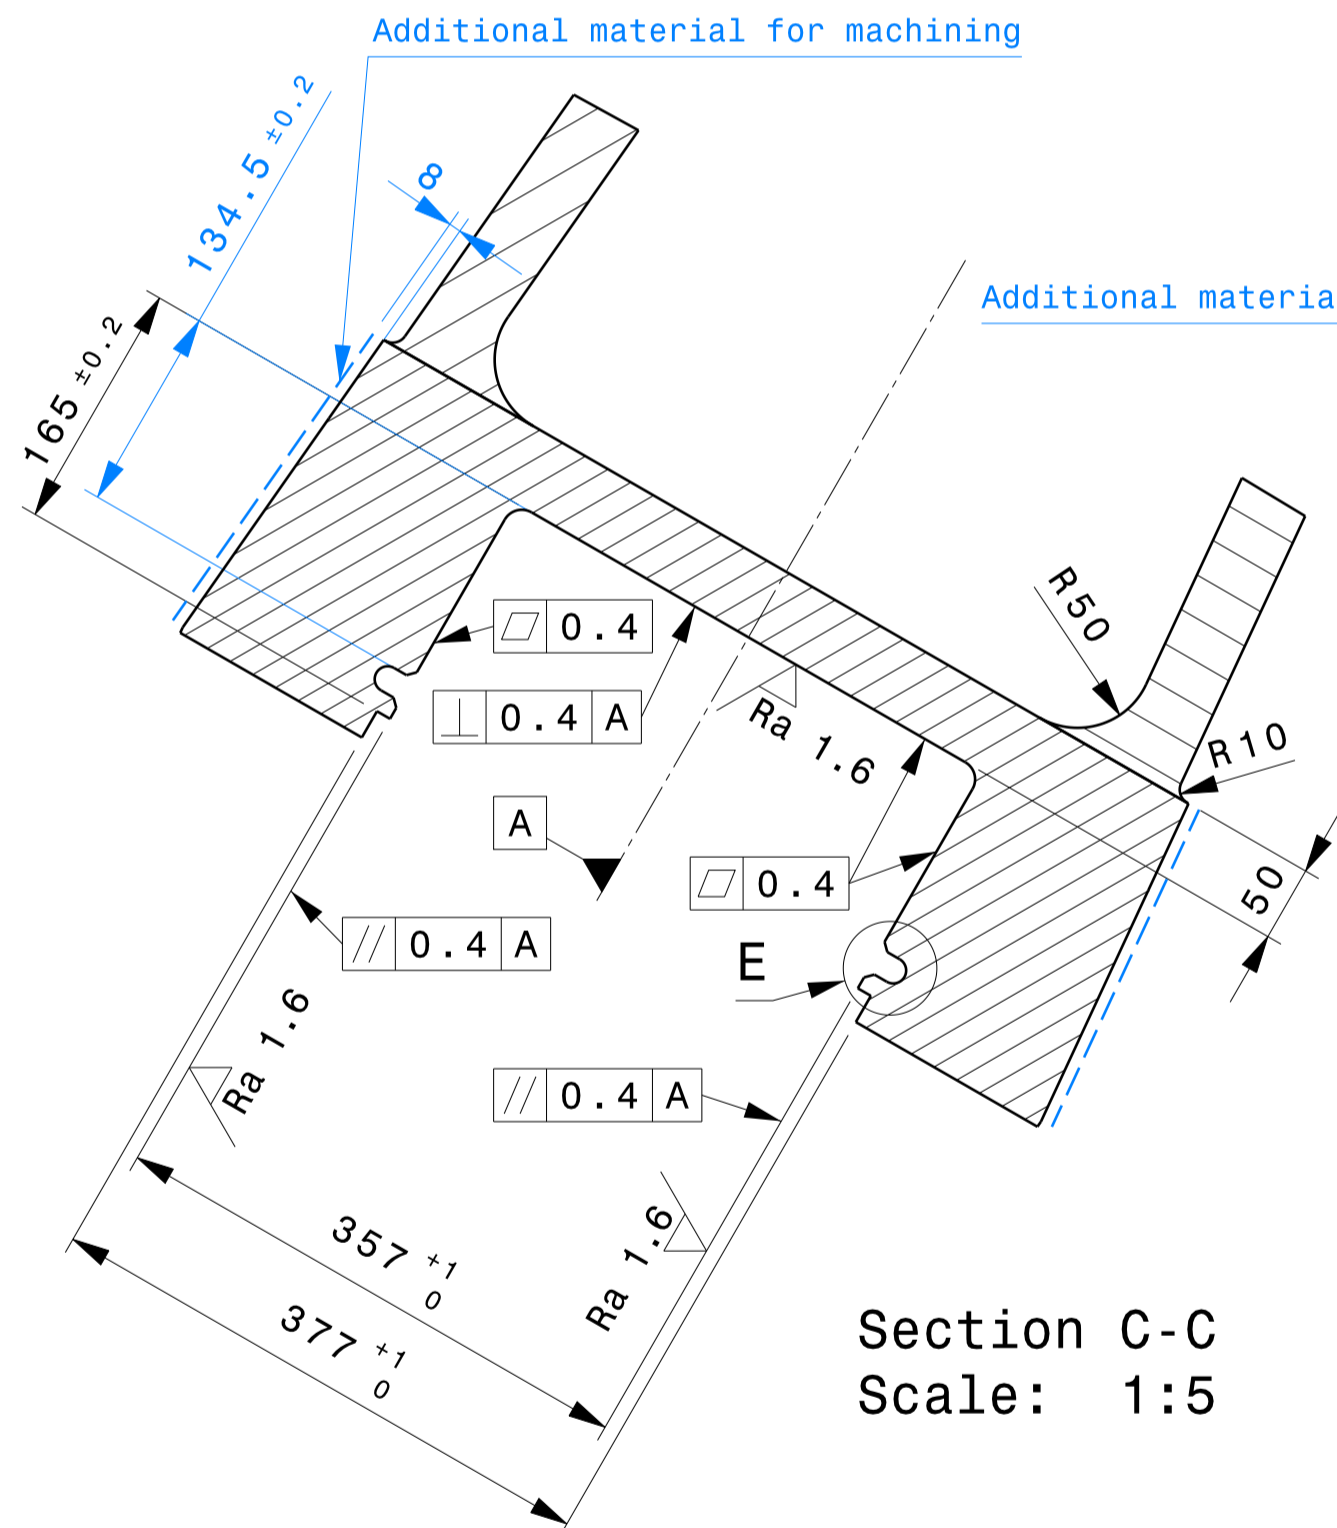 Additional material for machining
134.5 ±0.2
8
165 ±0.2
Additional materia
R50
0.4
0.4 A
Ra 1.6
R10
A
0.4
50
0.4 A
E
Ra 1.6
0.4 A
Ra 1.6
357 +1 0
377 +1 0
Section C-C
Scale: 1:5